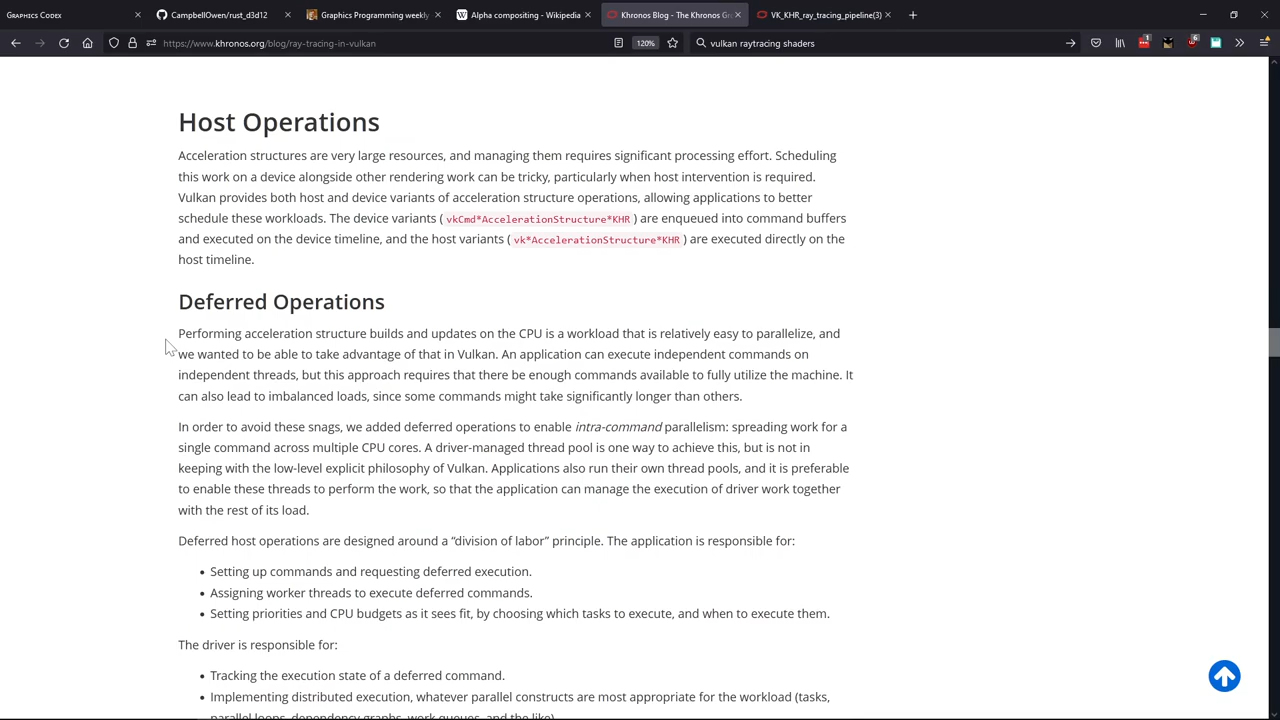 Graphics Codex
CampbellOwen/rust_d3d12
Graphics Programming weekly
Alpha compositing - Wikipedia
Khronos Blog - The Khronos Gr
VK_KHR_ray_tracing_pipeline(3)
https://www.khronos.org/blog/ray-tracing-in-vulkan
120%
vulkan raytracing shaders
1
6
Host Operations
Acceleration structures are very large resources, and managing them requires significant processing effort. Scheduling
this work on a device alongside other rendering work can be tricky, particularly when host intervention is required.
Vulkan provides both host and device variants of acceleration structure operations, allowing applications to better
schedule these workloads. The device variants ( vkCmd*AccelerationStructure*KHR ) are enqueued into command buffers
and executed on the device timeline, and the host variants ( vk*AccelerationStructure*KHR ) are executed directly on the
host timeline.
Deferred Operations
Performing acceleration structure builds and updates on the CPU is a workload that is relatively easy to parallelize, and
we wanted to be able to take advantage of that in Vulkan. An application can execute independent commands on
independent threads, but this approach requires that there be enough commands available to fully utilize the machine. It
can also lead to imbalanced loads, since some commands might take significantly longer than others.
In order to avoid these snags, we added deferred operations to enable intra-command parallelism: spreading work for a
single command across multiple CPU cores. A driver-managed thread pool is one way to achieve this, but is not in
keeping with the low-level explicit philosophy of Vulkan. Applications also run their own thread pools, and it is preferable
to enable these threads to perform the work, so that the application can manage the execution of driver work together
with the rest of its load.
Deferred host operations are designed around a “division of labor” principle. The application is responsible for:
• Setting up commands and requesting deferred execution.
• Assigning worker threads to execute deferred commands.
• Setting priorities and CPU budgets as it sees fit, by choosing which tasks to execute, and when to execute them.
The driver is responsible for:
• Tracking the execution state of a deferred command.
• Implementing distributed execution, whatever parallel constructs are most appropriate for the workload (tasks,
parallel loops, dependency graphs, work queues, and the like)